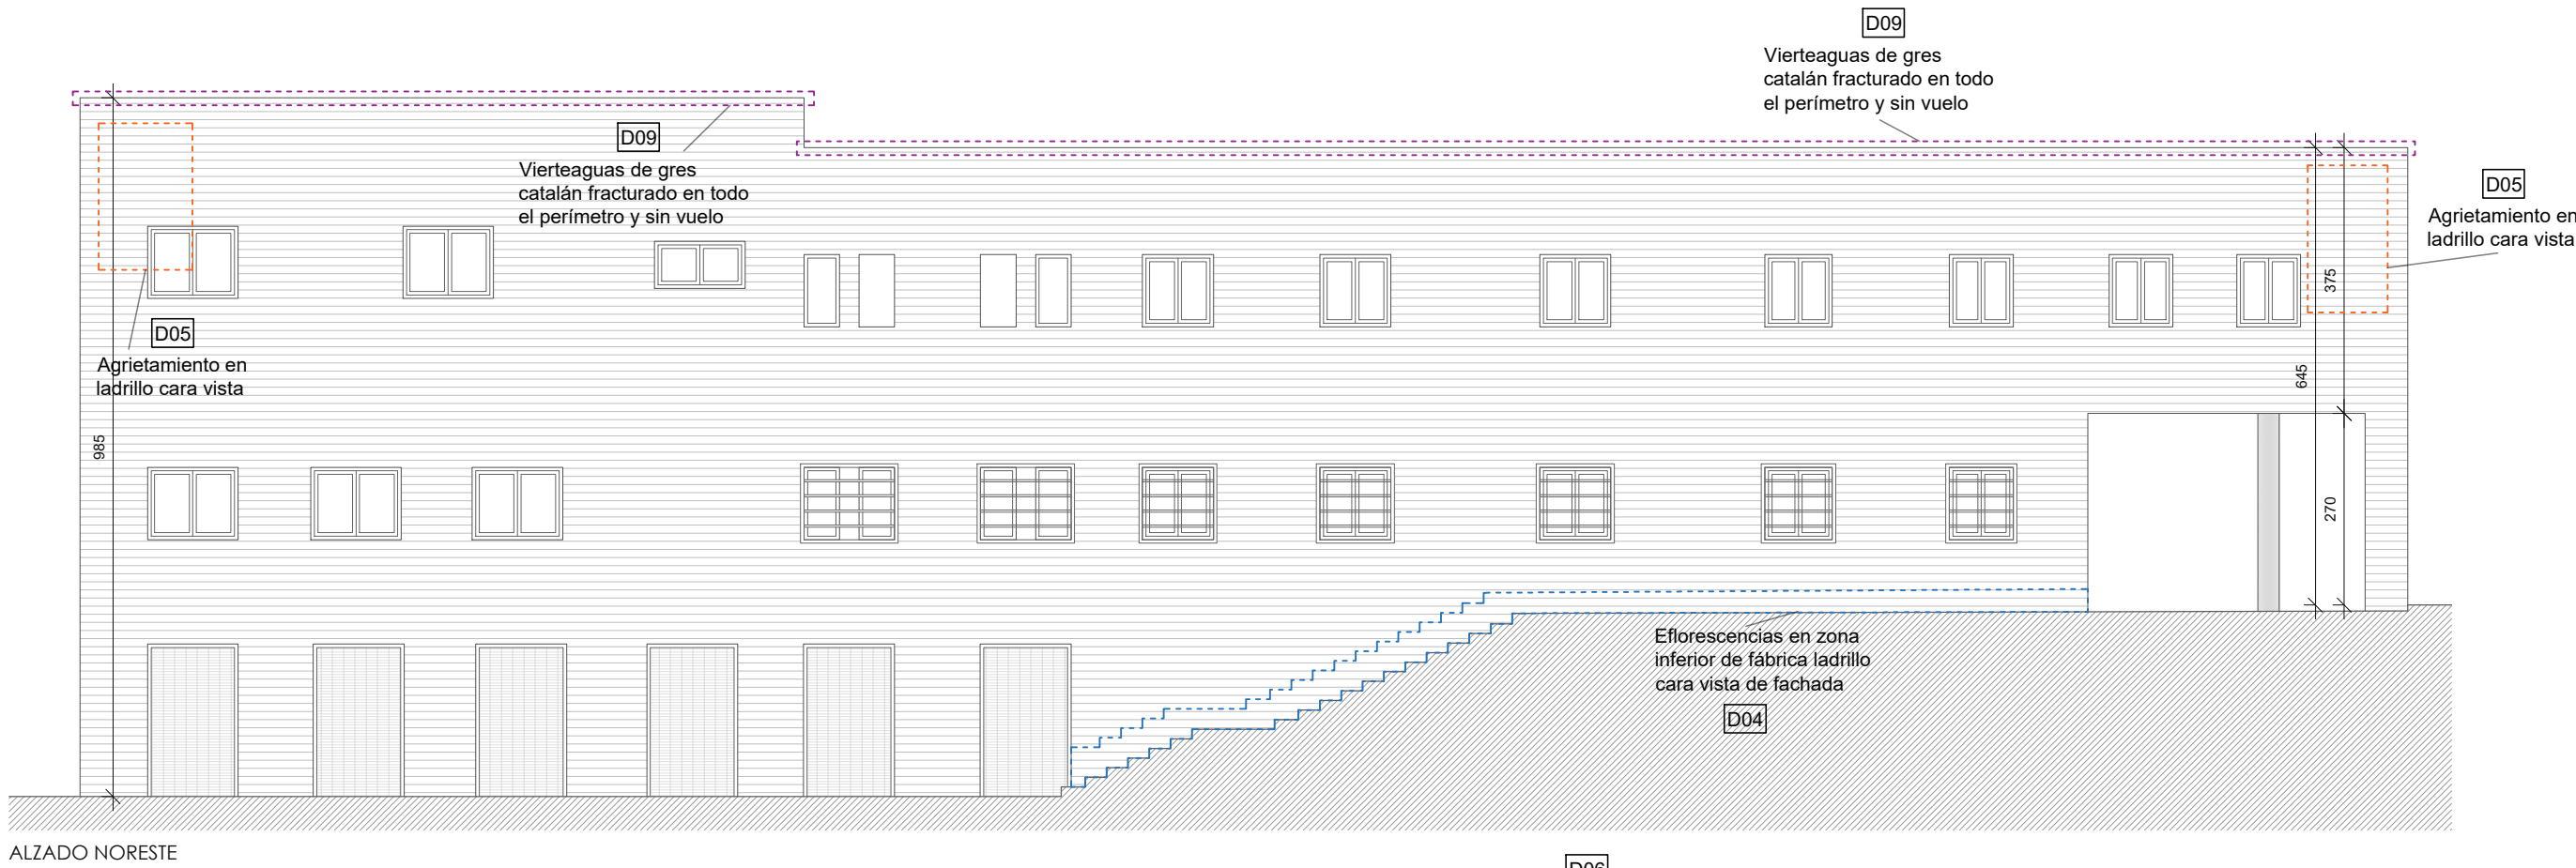 D09
Vierteaguas de gres
catalán fracturado en todo
el perímetro y sin vuelo
D09
Vierteaguas de gres
catalán fracturado en todo
el perímetro y sin vuelo
D05
Agrietamiento en
ladrillo cara vista
D05
Agrietamiento en
ladrillo cara vista
375
645
985
270
Eflorescencias en zona
inferior de fábrica ladrillo
cara vista de fachada
D04
ALZADO NORESTE
D06